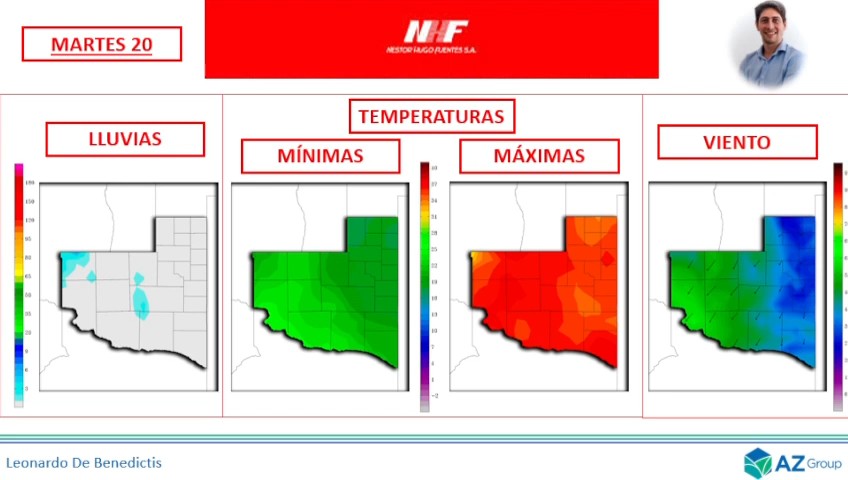 MARTES 20
NHF
NESTOR HUGO FUENTES S.A.
LLUVIAS
TEMPERATURAS
MÍNIMAS
MÁXIMAS
VIENTO
Leonardo De Benedictis
AZ Group